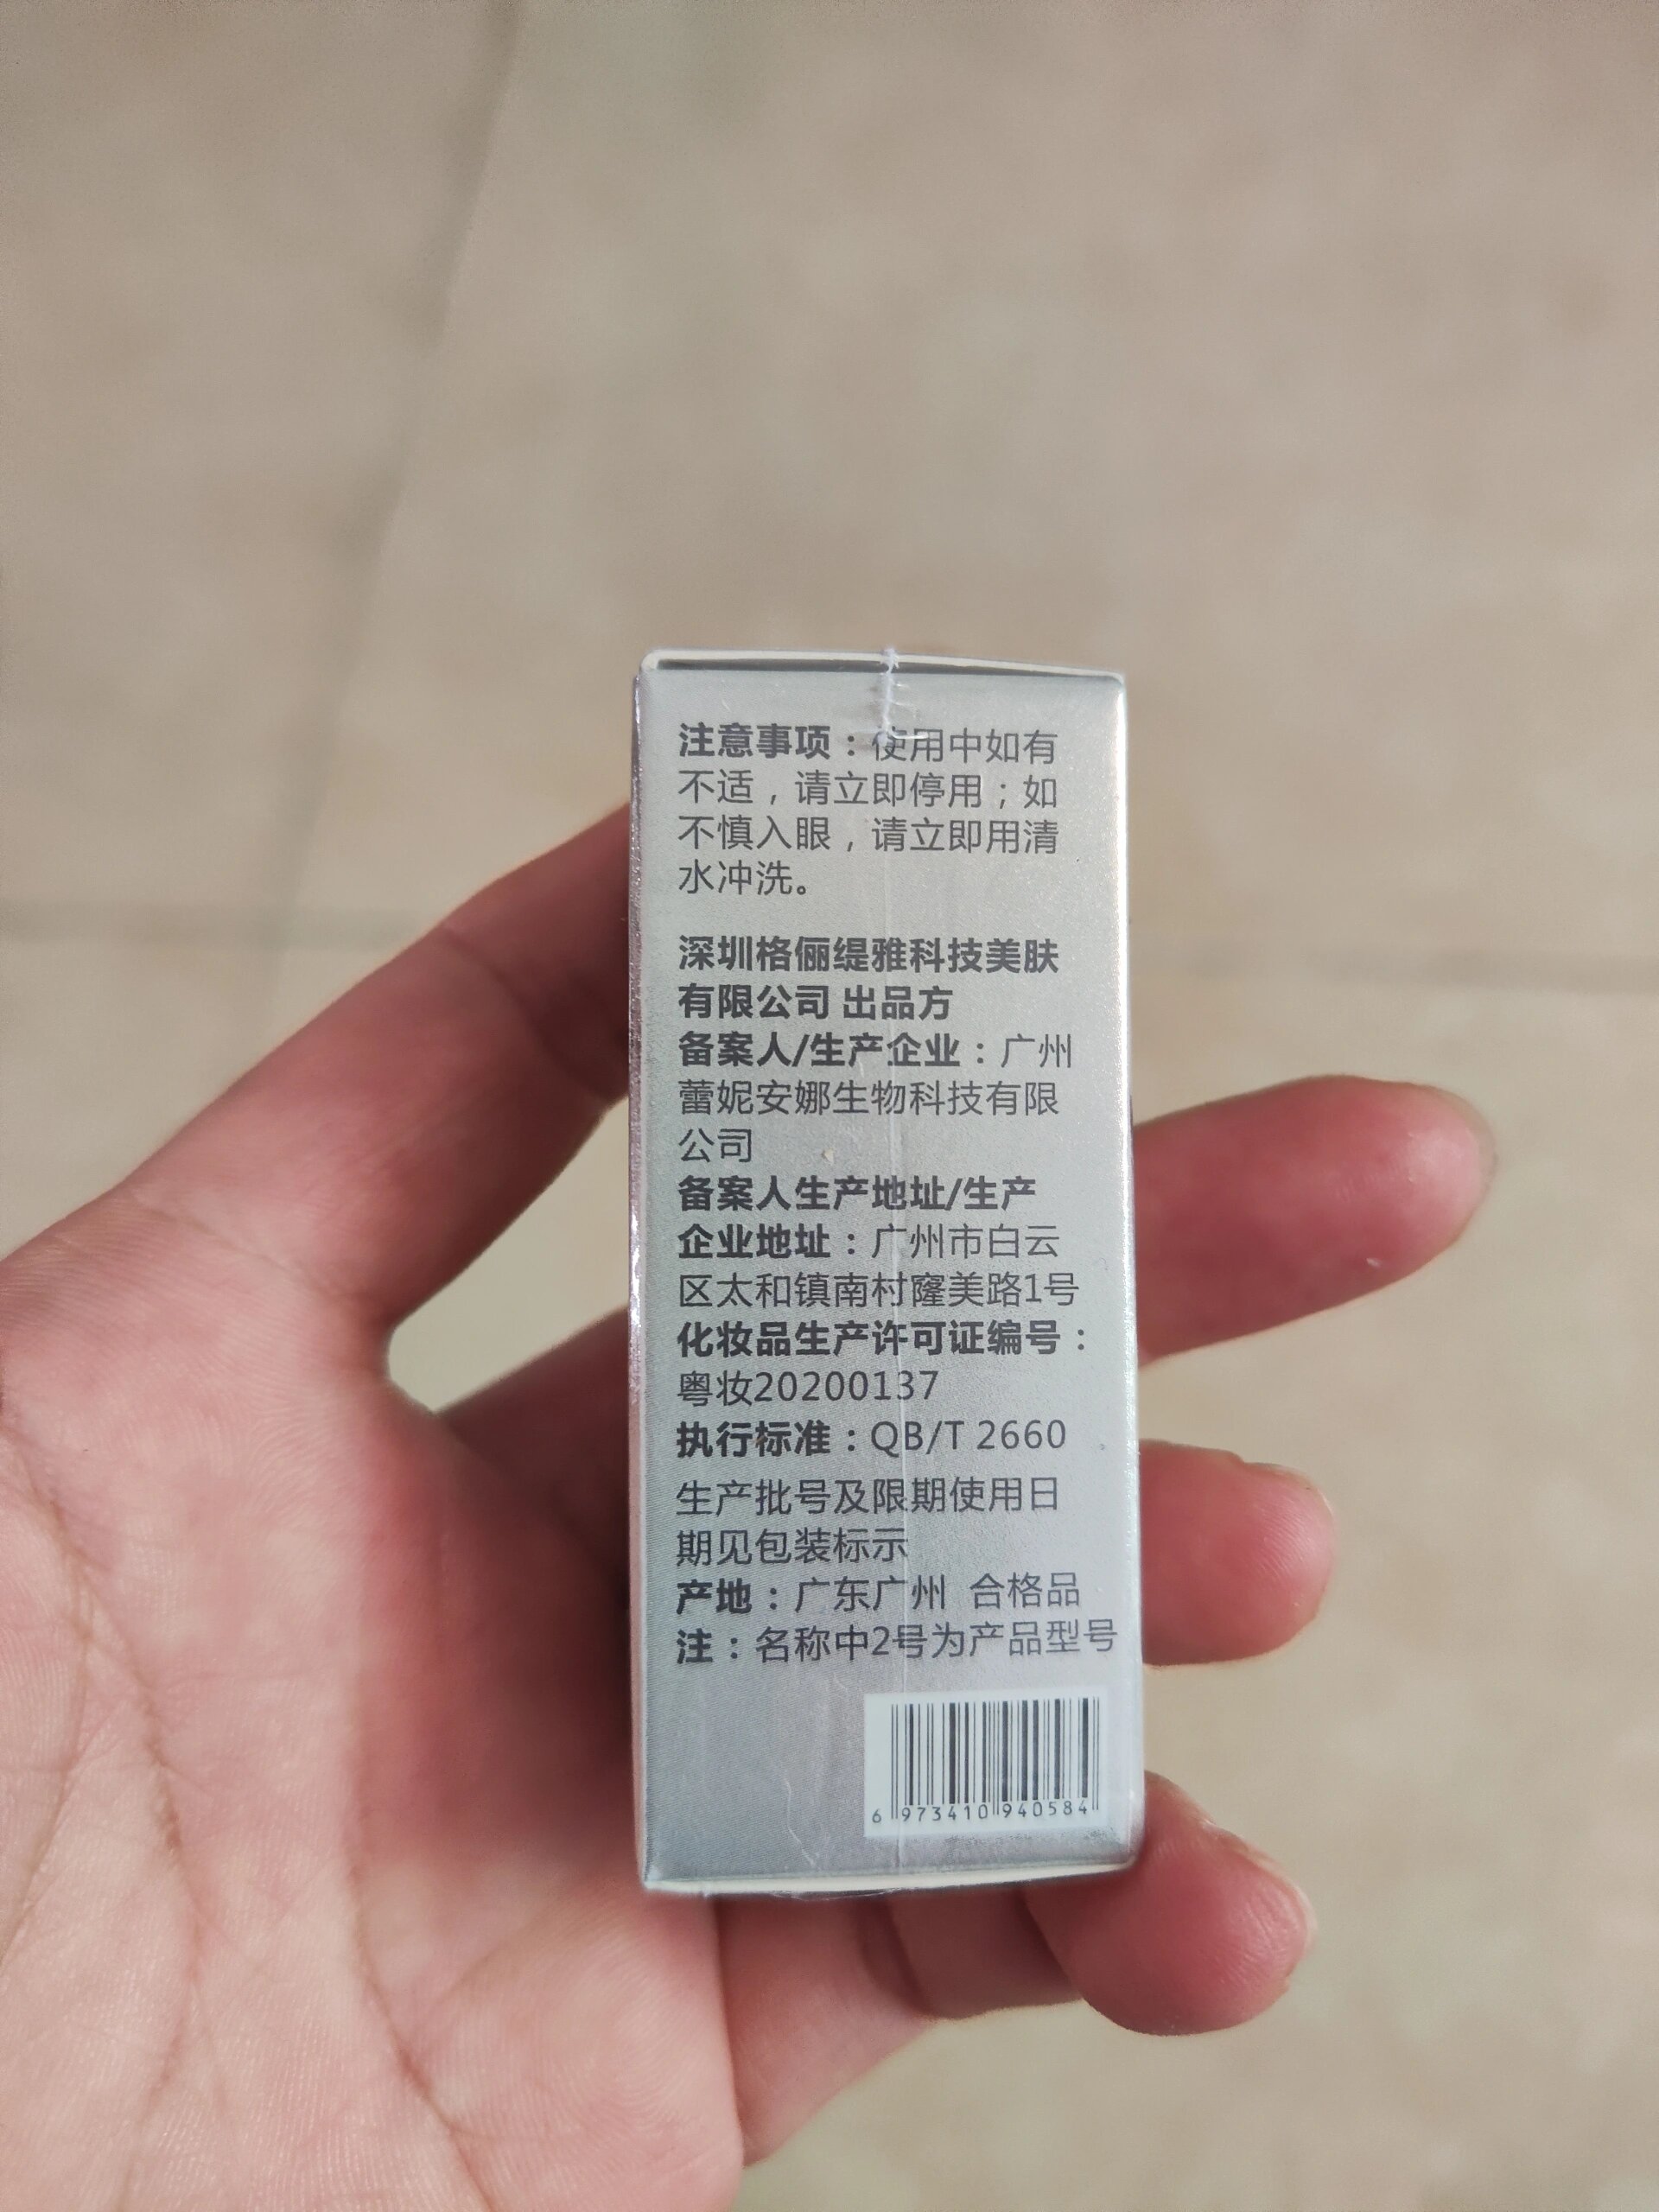 注意事项：使用中如有
不适，请立即停用；如
不慎入眼，请立即用清
水冲洗。
深圳格俪缇雅科技美肤
有限公司 出品方
备案人/生产企业：广州
蕾妮安娜生物科技有限
公司
备案人生产地址/生产
企业地址：广州市白云
区太和镇南村窿美路1号
化妆品生产许可证编号：
粤妆20200137
执行标准：QB/T 2660
生产批号及限期使用日
期见包装标示
产地：广东广州 合格品
注：名称中2号为产品型号
6 973410 940584